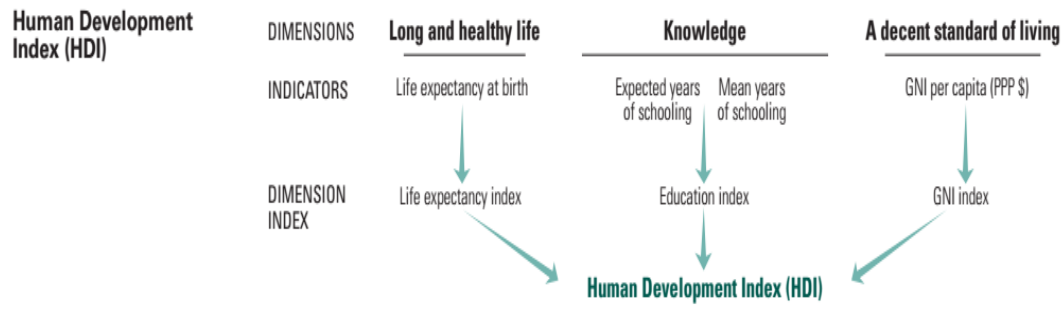 Human Development
Index (HDI)
DIMENSIONS Long and healthy life Knowledge A decent standard of living
INDICATORS Life expectancy at birth Expected years Mean years GNI per capita (PPP $)
of schooling of schooling
DIMENSION Life expectancy index Education index GNI index
INDEX
Human Development Index (HDI)